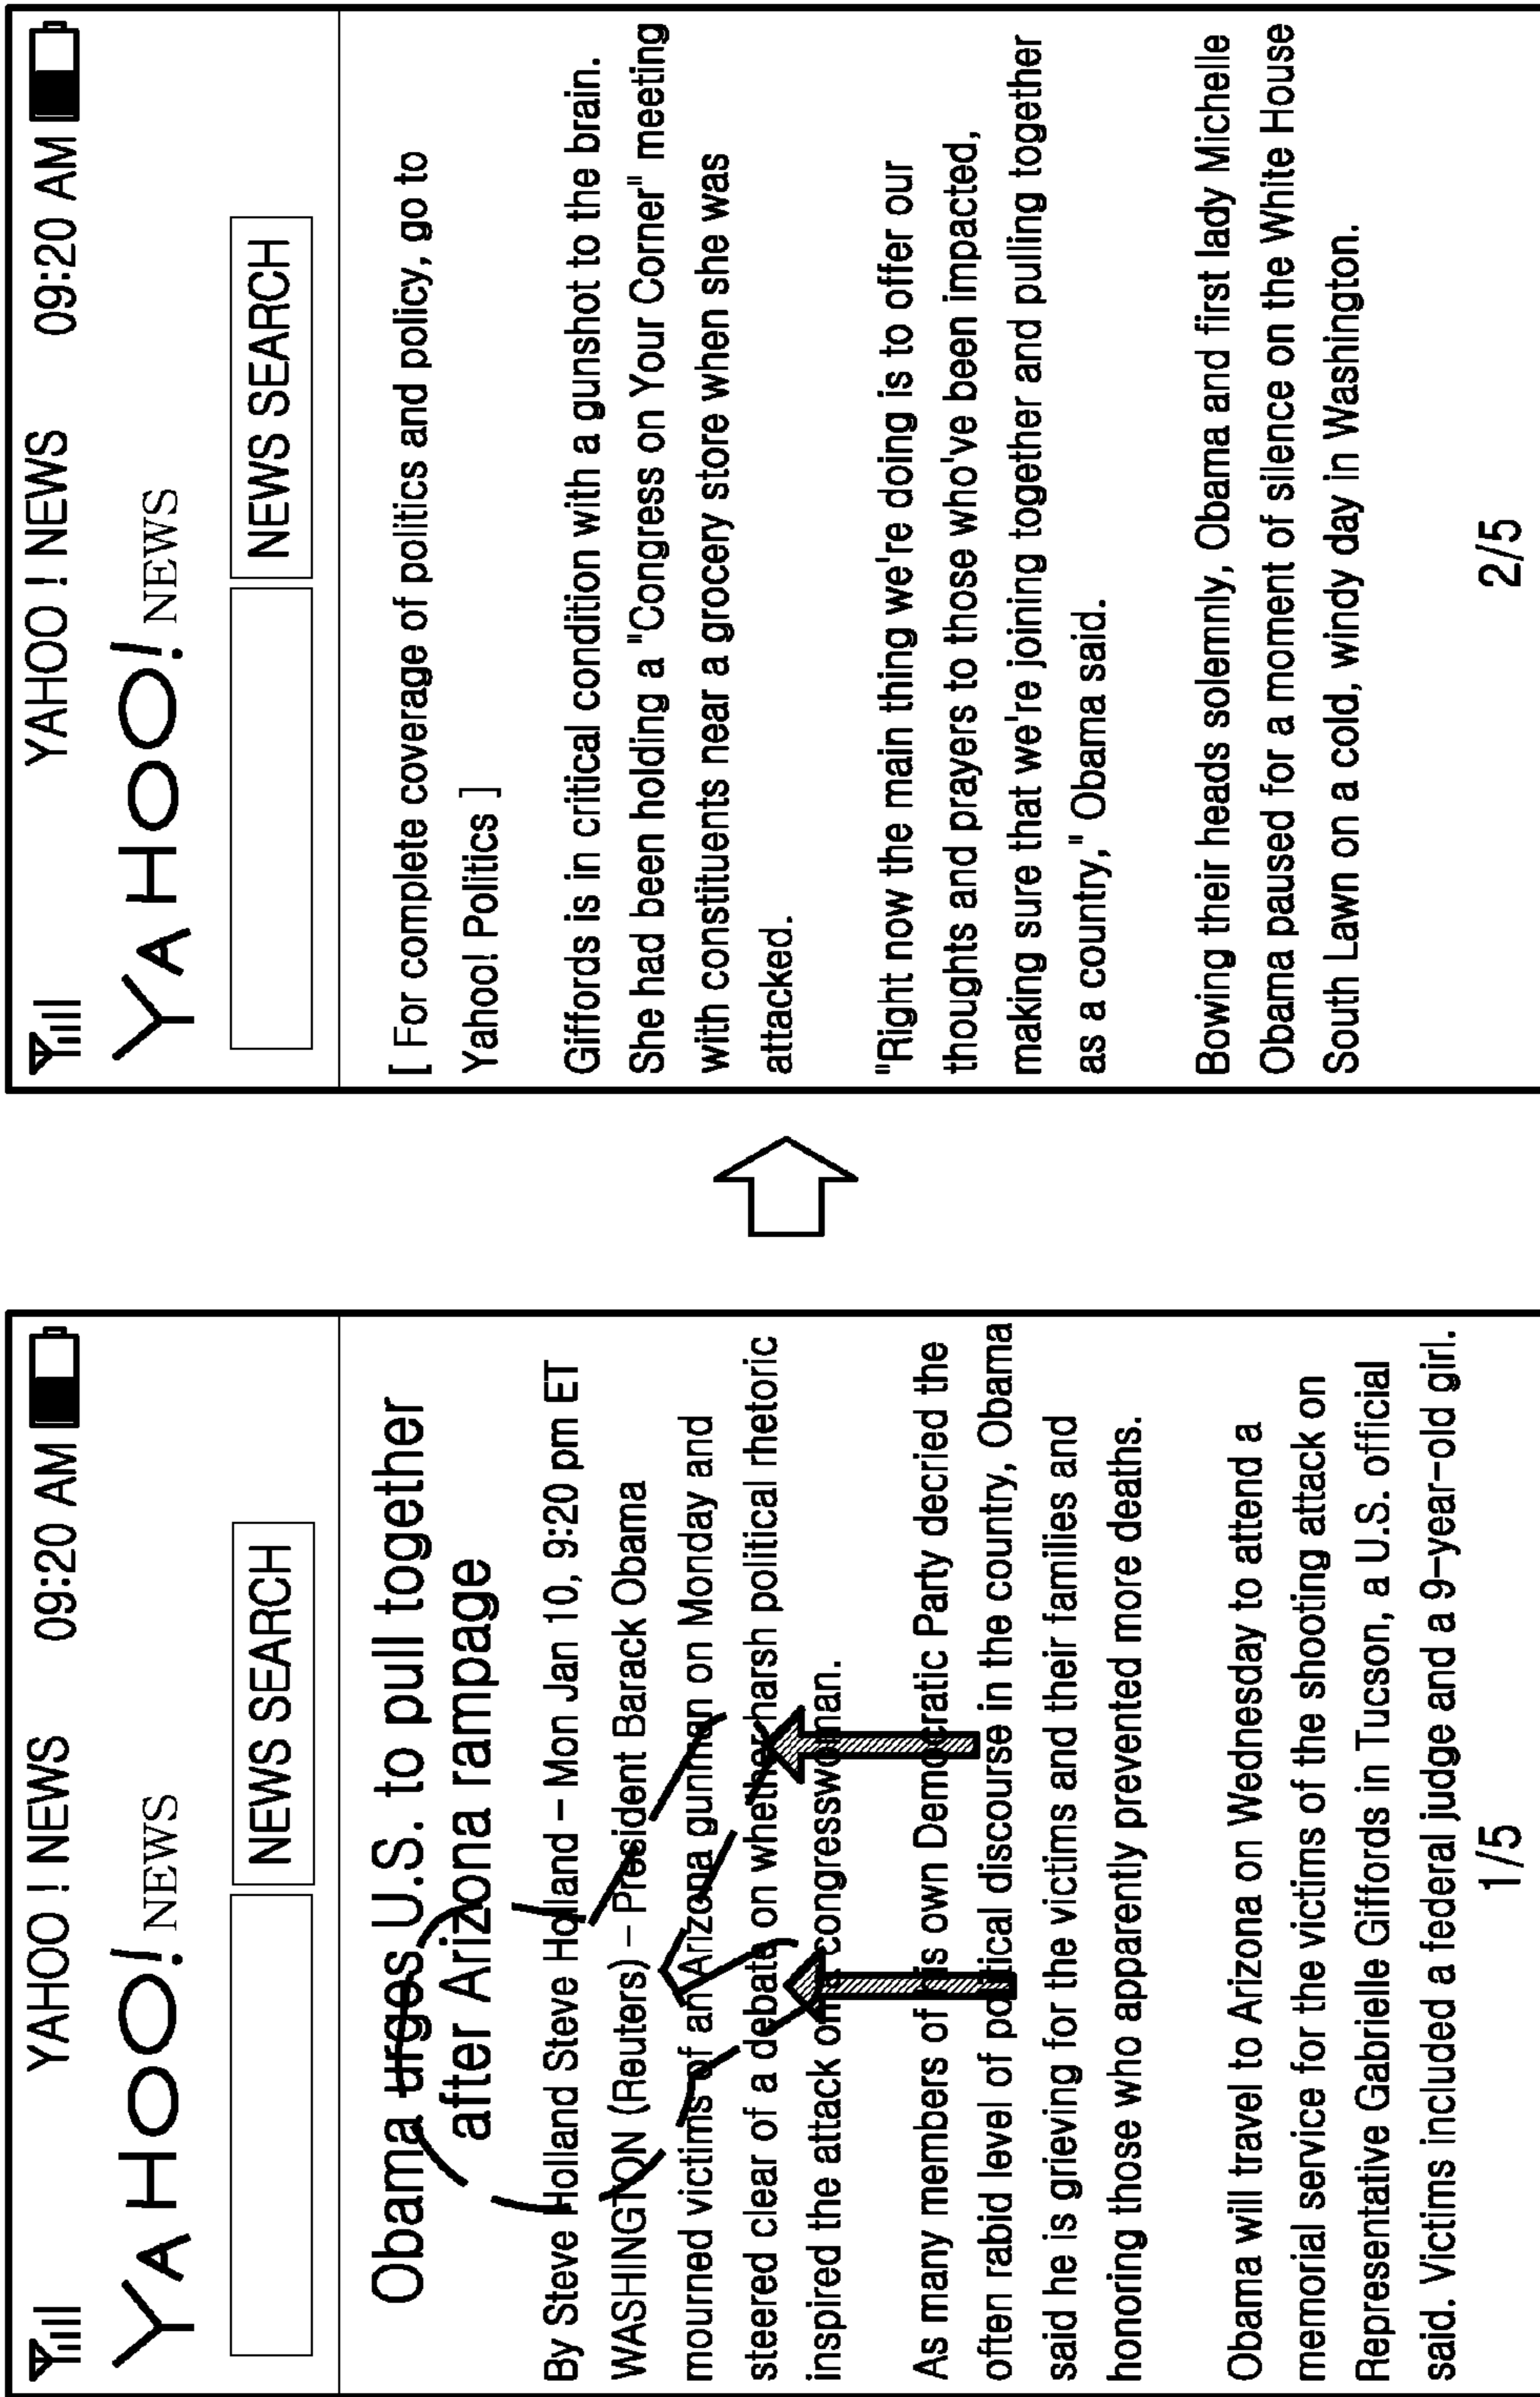 YAHOO ! NEWS 09:20 AM
YAHOO! NEWS
NEWS SEARCH
Obama urges U.S. to pull together
after Arizona rampage
By Steve Holland Steve Holland – Mon Jan 10, 9:20 pm ET
WASHINGTON (Reuters) – President Barack Obama
mourned victims of an Arizona gunman on Monday and
steered clear of a debate on whether harsh political rhetoric
inspired the attack on a congresswoman.
As many members of his own Democratic Party decried the
often rabid level of political discourse in the country, Obama
said he is grieving for the victims and their families and
honoring those who apparently prevented more deaths.
Obama will travel to Arizona on Wednesday to attend a
memorial service for the victims of the shooting attack on
Representative Gabrielle Giffords in Tucson, a U.S. official
said. Victims included a federal judge and a 9–year–old girl.
1/5
YAHOO ! NEWS 09:20 AM
YAHOO! NEWS
NEWS SEARCH
[ For complete coverage of politics and policy, go to
Yahoo! Politics ]
Giffords is in critical condition with a gunshot to the brain.
She had been holding a "Congress on Your Corner" meeting
with constituents near a grocery store when she was
attacked.
"Right now the main thing we're doing is to offer our
thoughts and prayers to those who've been impacted,
making sure that we're joining together and pulling together
as a country," Obama said.
Bowing their heads solemnly, Obama and first lady Michelle
Obama paused for a moment of silence on the White House
South Lawn on a cold, windy day in Washington.
2/5